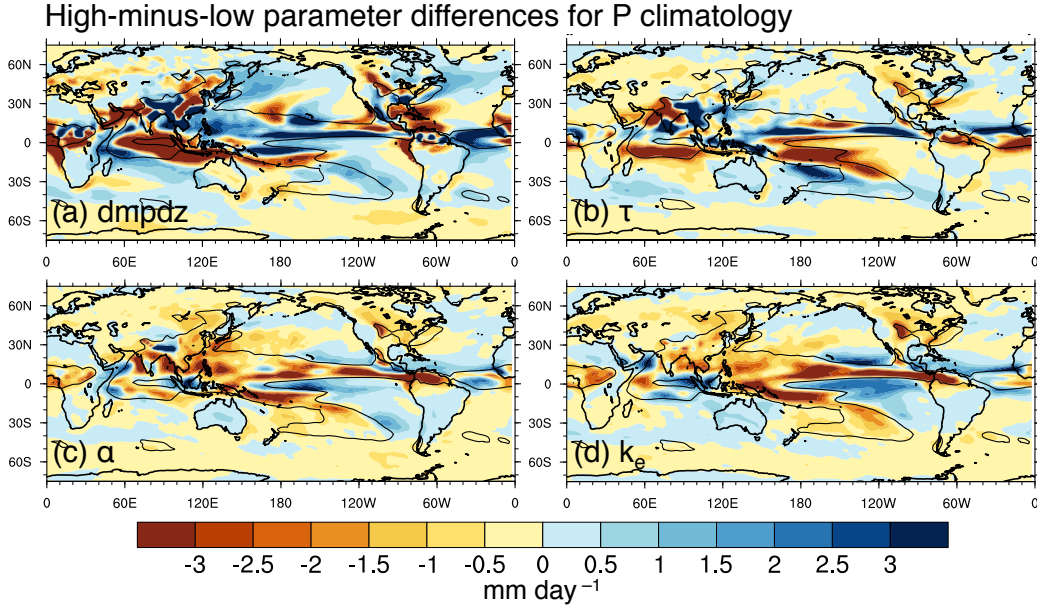 High-minus-low parameter differences for P climatology
60N
30N
0
30S
60S
(a) dmpdz
0 60E 120E 180 120W 60W 0
60N
30N
0
30S
60S
(b) τ
0 60E 120E 180 120W 60W 0
60N
30N
0
30S
60S
(c) α
0 60E 120E 180 120W 60W 0
60N
30N
0
30S
60S
(d) kₑ
0 60E 120E 180 120W 60W 0
-3 -2.5 -2 -1.5 -1 -0.5 0 0.5 1 1.5 2 2.5 3
mm day⁻¹